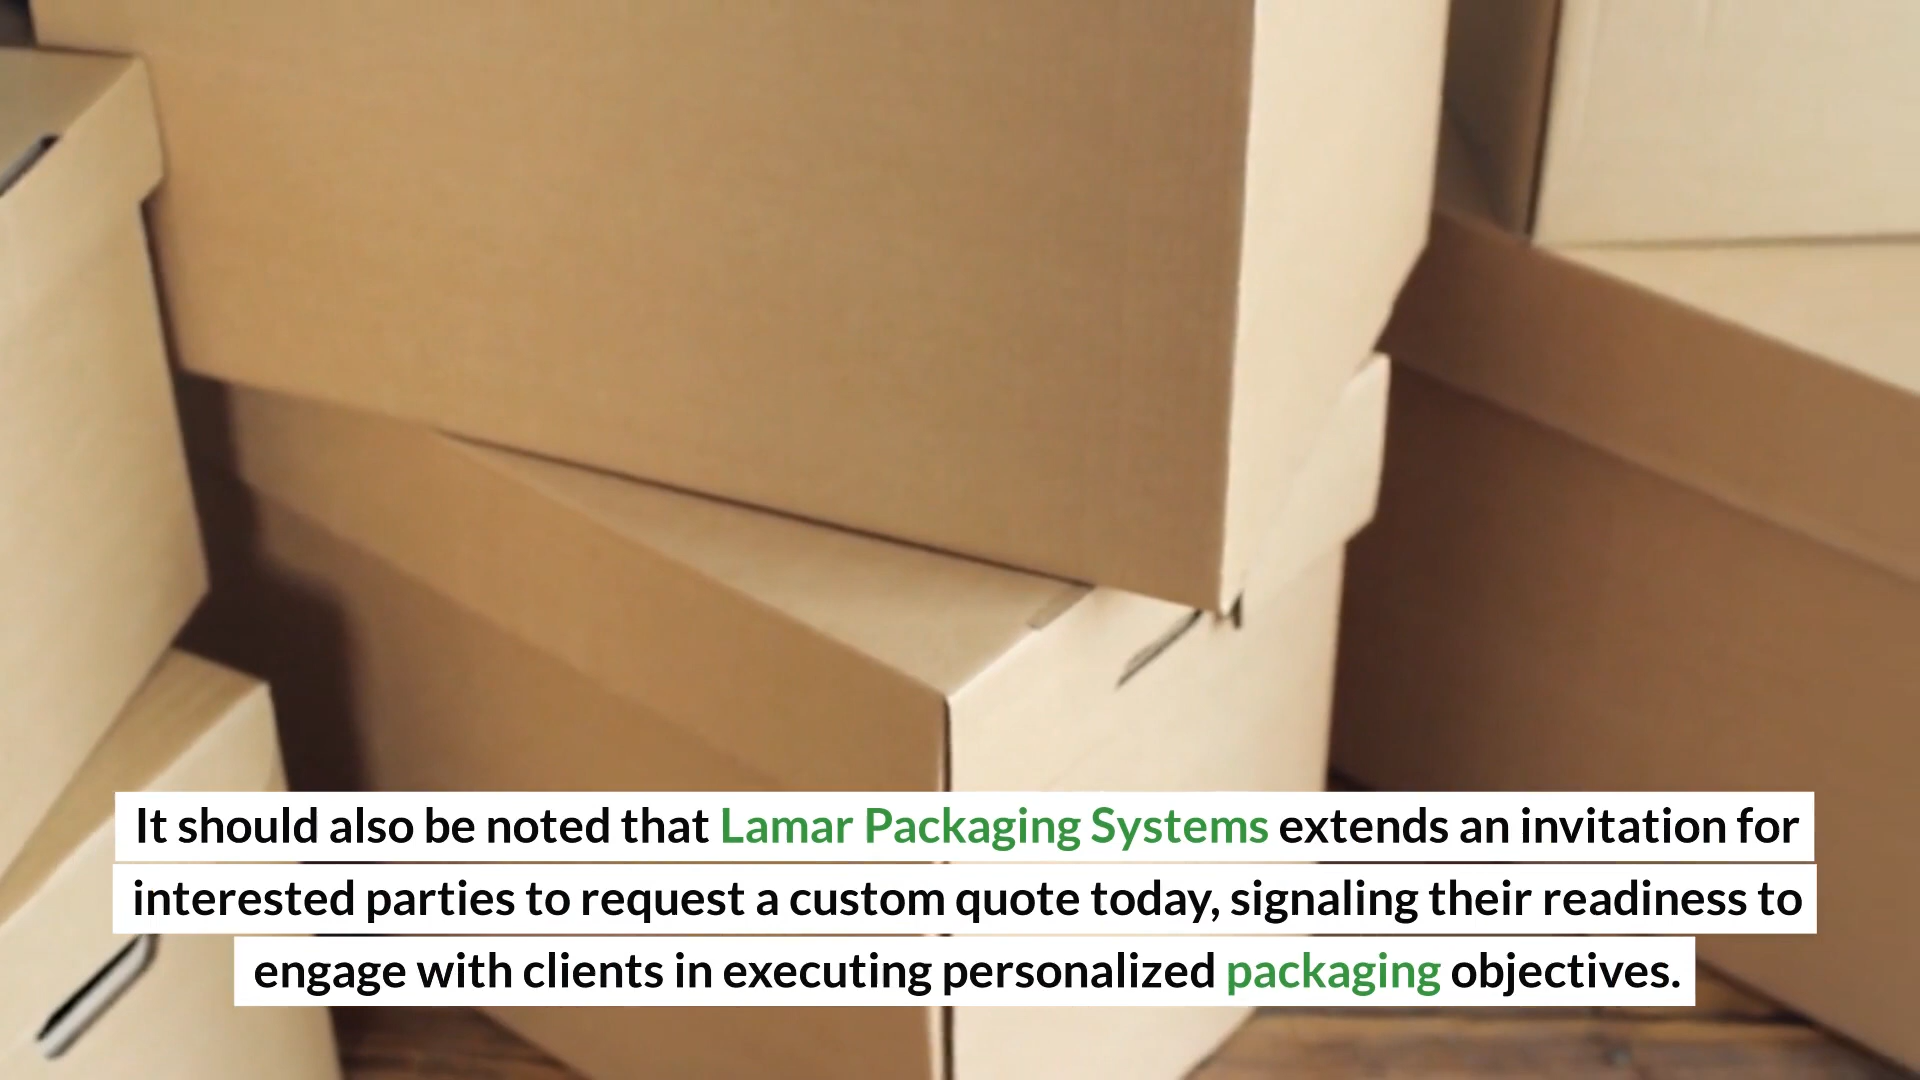 It should also be noted that Lamar Packaging Systems extends an invitation for
interested parties to request a custom quote today, signaling their readiness to
engage with clients in executing personalized packaging objectives.